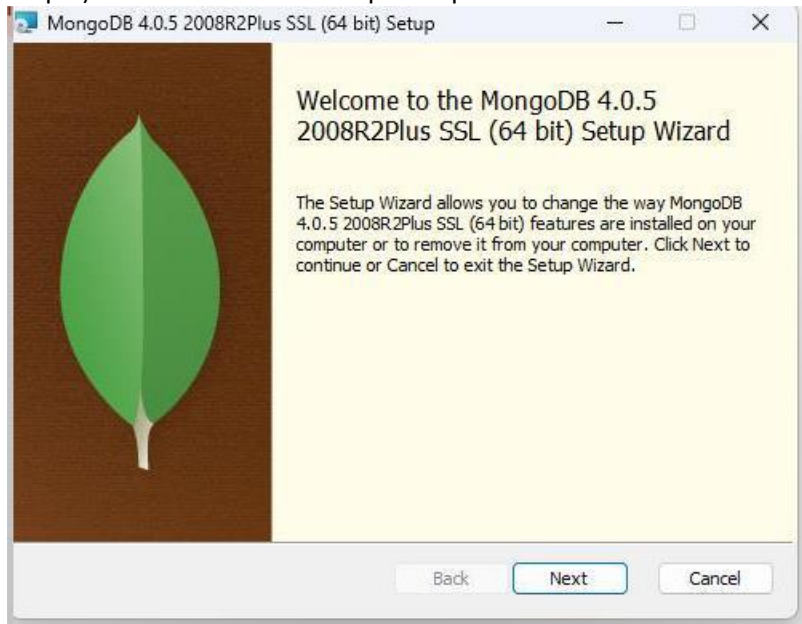 MongoDB 4.0.5 2008R2Plus SSL (64 bit) Setup
Welcome to the MongoDB 4.0.5
2008R2Plus SSL (64 bit) Setup Wizard
The Setup Wizard allows you to change the way MongoDB
4.0.5 2008R2Plus SSL (64 bit) features are installed on your
computer or to remove it from your computer. Click Next to
continue or Cancel to exit the Setup Wizard.
Back Next Cancel